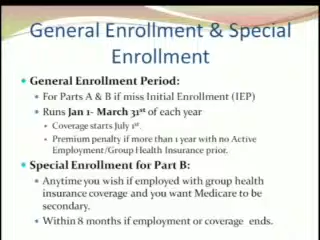 General Enrollment & Special
Enrollment
General Enrollment Period:
For Parts A & B if miss Initial Enrollment (IEP)
Runs Jan 1- March 31st of each year
Coverage starts July 1st.
Premium penalty if more than 1 year with no Active
Employment/Group Health Insurance prior.
Special Enrollment for Part B:
Anytime you wish if employed with group health
insurance coverage and you want Medicare to be
secondary.
Within 8 months if employment or coverage ends.